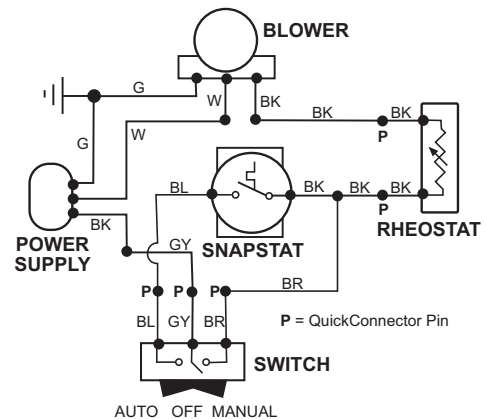 BLOWER
G
W
BK
BK
BK
P
G
W
BK
POWER
SUPPLY
BL
SNAPSTAT
BK
BK
BK
P
RHEOSTAT
GY
BR
P
P
P
BL
GY
BR
P = QuickConnector Pin
SWITCH
AUTO OFF MANUAL